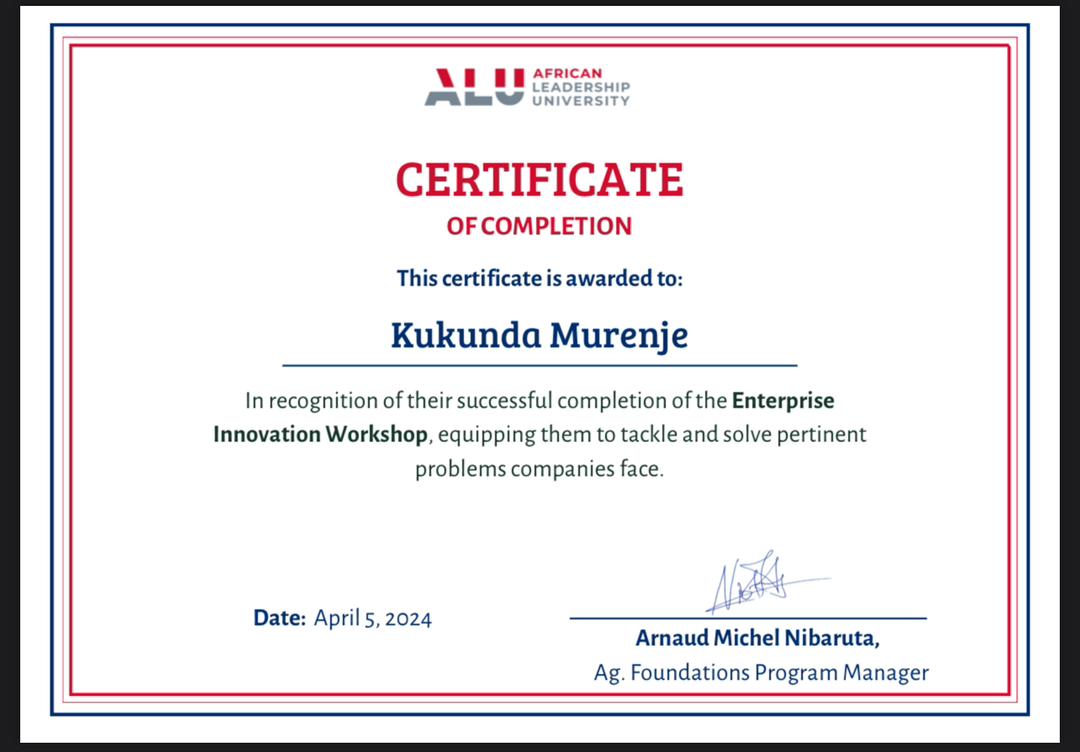 ALU AFRICAN
LEADERSHIP
UNIVERSITY
CERTIFICATE
OF COMPLETION
This certificate is awarded to:
Kukunda Murenje
In recognition of their successful completion of the Enterprise
Innovation Workshop, equipping them to tackle and solve pertinent
problems companies face.
Date: April 5, 2024
Arnaud Michel Nibaruta,
Ag. Foundations Program Manager